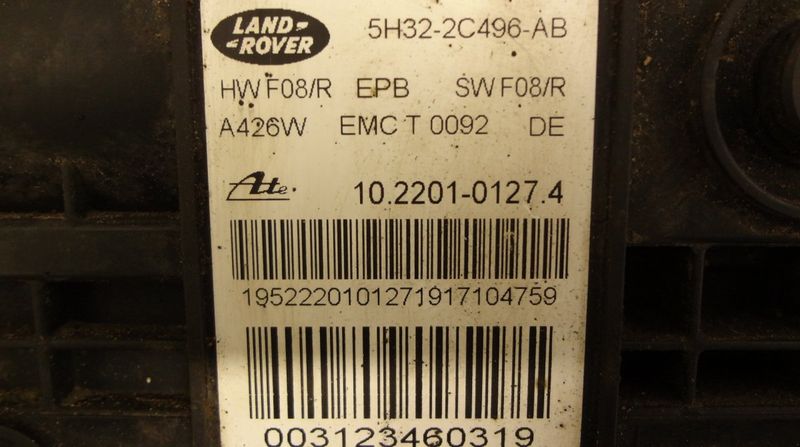 LAND-
-ROVER
5H32-2C496-AB
HW F08/R EPB SW F08/R
A426W EMC T 0092 DE
Ate 10.2201-0127.4
1952220101271917104759
003123460319